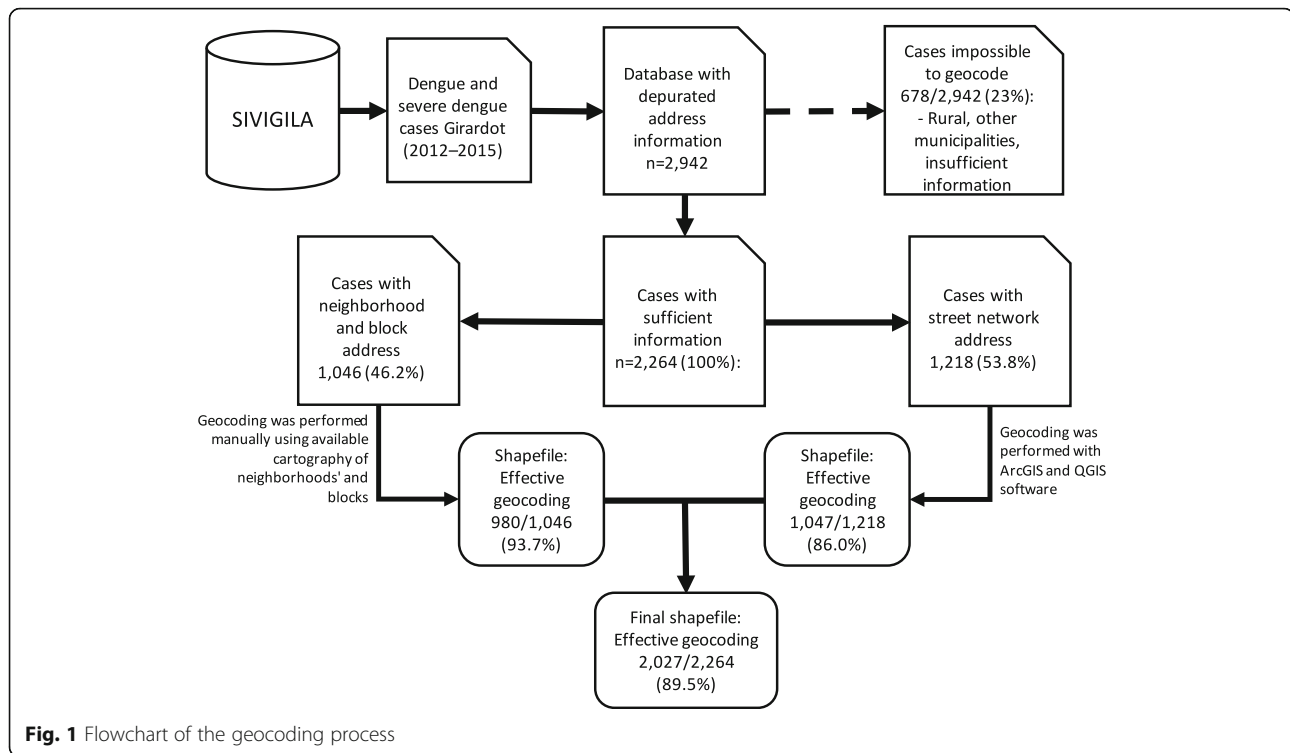 SIVIGILA
Dengue and
severe dengue
cases Girardot
(2012–2015)
Database with
depurated
address
information
n=2,942
Cases impossible
to geocode
678/2,942 (23%):
- Rural, other
municipalities,
insufficient
information
Cases with
neighborhood
and block
address
1,046 (46.2%)
Cases with
sufficient
information
n=2,264 (100%):
Cases with
street network
address
1,218 (53.8%)
Geocoding was performed
manually using available
cartography of
neighborhoods' and
blocks
Shapefile:
Effective
geocoding
980/1,046
(93.7%)
Shapefile:
Effective
geocoding
1,047/1,218
(86.0%)
Geocoding was
performed with
ArcGIS and QGIS
software
Final shapefile:
Effective geocoding
2,027/2,264
(89.5%)
Fig. 1 Flowchart of the geocoding process